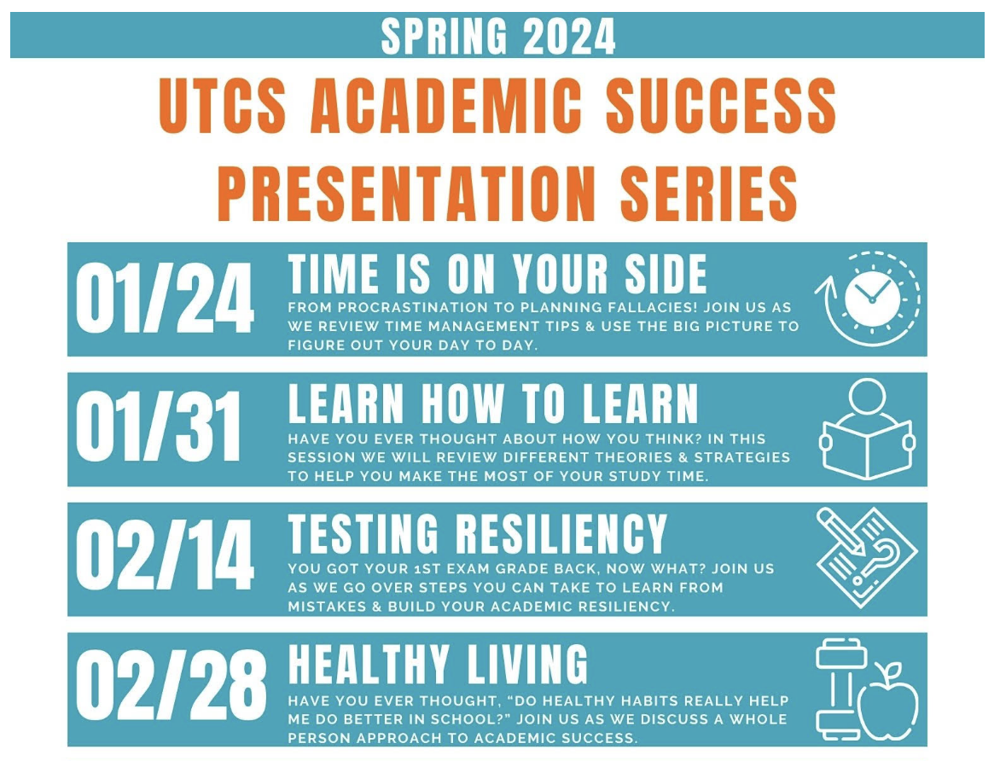 SPRING 2024
UTCS ACADEMIC SUCCESS
PRESENTATION SERIES
01/24
TIME IS ON YOUR SIDE
FROM PROCRASTINATION TO PLANNING FALLACIES! JOIN US AS
WE REVIEW TIME MANAGEMENT TIPS & USE THE BIG PICTURE TO
FIGURE OUT YOUR DAY TO DAY.
01/31
LEARN HOW TO LEARN
HAVE YOU EVER THOUGHT ABOUT HOW YOU THINK? IN THIS
SESSION WE WILL REVIEW DIFFERENT THEORIES & STRATEGIES
TO HELP YOU MAKE THE MOST OF YOUR STUDY TIME.
02/14
TESTING RESILIENCY
YOU GOT YOUR 1ST EXAM GRADE BACK, NOW WHAT? JOIN US
AS WE GO OVER STEPS YOU CAN TAKE TO LEARN FROM
MISTAKES & BUILD YOUR ACADEMIC RESILIENCY.
02/28
HEALTHY LIVING
HAVE YOU EVER THOUGHT, “DO HEALTHY HABITS REALLY HELP
ME DO BETTER IN SCHOOL?” JOIN US AS WE DISCUSS A WHOLE
PERSON APPROACH TO ACADEMIC SUCCESS.